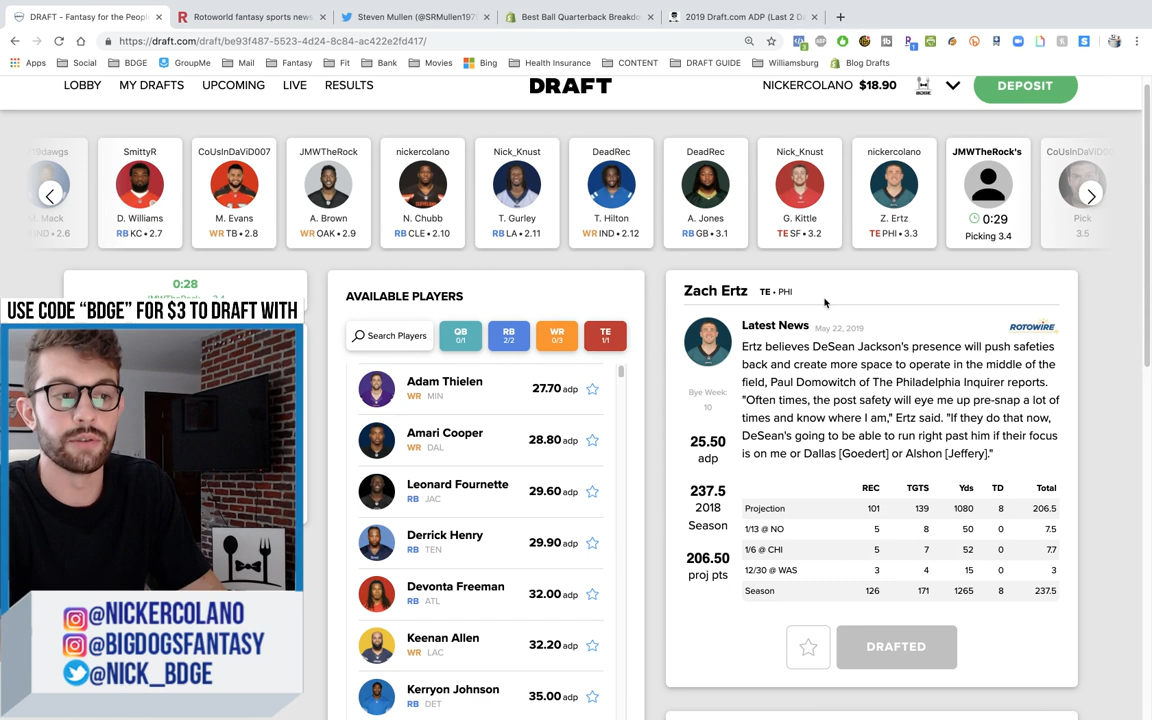 DRAFT - Fantasy for the People
Rotoworld fantasy sports news
Steven Mullen (@SRMullen197
Best Ball Quarterback Breakdo
2019 Draft.com ADP (Last 2 Da
https://draft.com/draft/be93f487-5523-4d24-8c84-ac422e2fd417/
Apps Social BDGE GroupMe Mail Fantasy Fit Bank Movies Bing Health Insurance CONTENT DRAFT GUIDE Williamsburg Blog Drafts
LOBBY MY DRAFTS UPCOMING LIVE RESULTS DRAFT NICKERCOLANO $18.90 BDGE DEPOSIT
19dawgs SmittyR CoUsInDaViD007 JMWTheRock nickercolano Nick_Knust DeadRec DeadRec Nick_Knust nickercolano JMWTheRock's CoUsInDaViD00
M. Mack D. Williams M. Evans A. Brown N. Chubb T. Gurley T. Hilton A. Jones G. Kittle Z. Ertz 0:29 Pick
IND • 2.6 RB KC • 2.7 WR TB • 2.8 WR OAK • 2.9 RB CLE • 2.10 RB LA • 2.11 WR IND • 2.12 RB GB • 3.1 TE SF • 3.2 TE PHI • 3.3 Picking 3.4 3.5
0:28
USE CODE "BDGE" FOR $3 TO DRAFT WITH
@NICKERCOLANO
@BIGDOGSFANTASY
@NICK_BDGE
AVAILABLE PLAYERS
Search Players
QB 0/1
RB 2/2
WR 0/3
TE 1/1
Adam Thielen 27.70 adp
WR MIN
Amari Cooper 28.80 adp
WR DAL
Leonard Fournette 29.60 adp
RB JAC
Derrick Henry 29.90 adp
RB TEN
Devonta Freeman 32.00 adp
RB ATL
Keenan Allen 32.20 adp
WR LAC
Kerryon Johnson 35.00 adp
RB DET
Zach Ertz TE • PHI
Latest News May 22, 2019 ROTOWIRE
Ertz believes DeSean Jackson's presence will push safeties
back and create more space to operate in the middle of the
field, Paul Domowitch of The Philadelphia Inquirer reports.
"Often times, the post safety will eye me up pre-snap a lot of
times and know where I am," Ertz said. "If they do that now,
DeSean's going to be able to run right past him if their focus
is on me or Dallas [Goedert] or Alshon [Jeffery]."
Bye Week:
10
25.50
adp
237.5
2018
Season
206.50
proj pts
REC TGTS Yds TD Total
Projection 101 139 1080 8 206.5
1/13 @ NO 5 8 50 0 7.5
1/6 @ CHI 5 7 52 0 7.7
12/30 @ WAS 3 4 15 0 3
Season 126 171 1265 8 237.5
DRAFTED